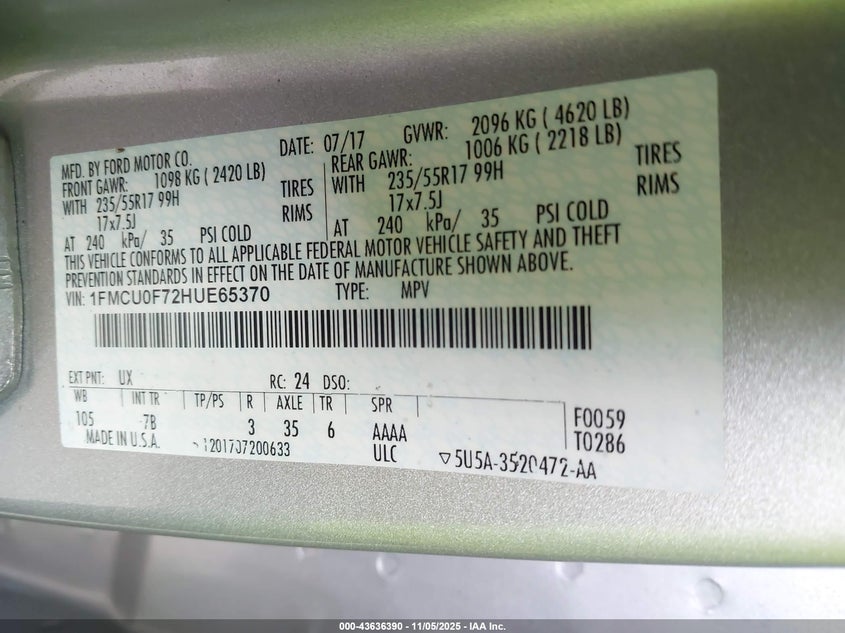 MFD. BY FORD MOTOR CO. DATE: 07/17 GVWR: 2096 KG ( 4620 LB)
FRONT GAWR: 1098 KG ( 2420 LB) REAR GAWR: 1006 KG ( 2218 LB)
WITH 235/55R17 99H TIRES WITH 235/55R17 99H TIRES
17x7.5J RIMS 17x7.5J RIMS
AT 240 kPa/ 35 PSI COLD AT 240 kPa/ 35 PSI COLD
THIS VEHICLE CONFORMS TO ALL APPLICABLE FEDERAL MOTOR VEHICLE SAFETY AND THEFT
PREVENTION STANDARDS IN EFFECT ON THE DATE OF MANUFACTURE SHOWN ABOVE.
VIN: 1FMCU0F72HUE65370 TYPE: MPV
EXT PNT: UX RC: 24 DSO:
WB INT TR TP/PS R AXLE TR SPR
105 -7B 3 35 6 AAAA F0059
MADE IN U.S.A. 1201707200633 ULC T0286
5U5A-3520472-AA
000-43636390 - 11/05/2025 - IAA Inc.